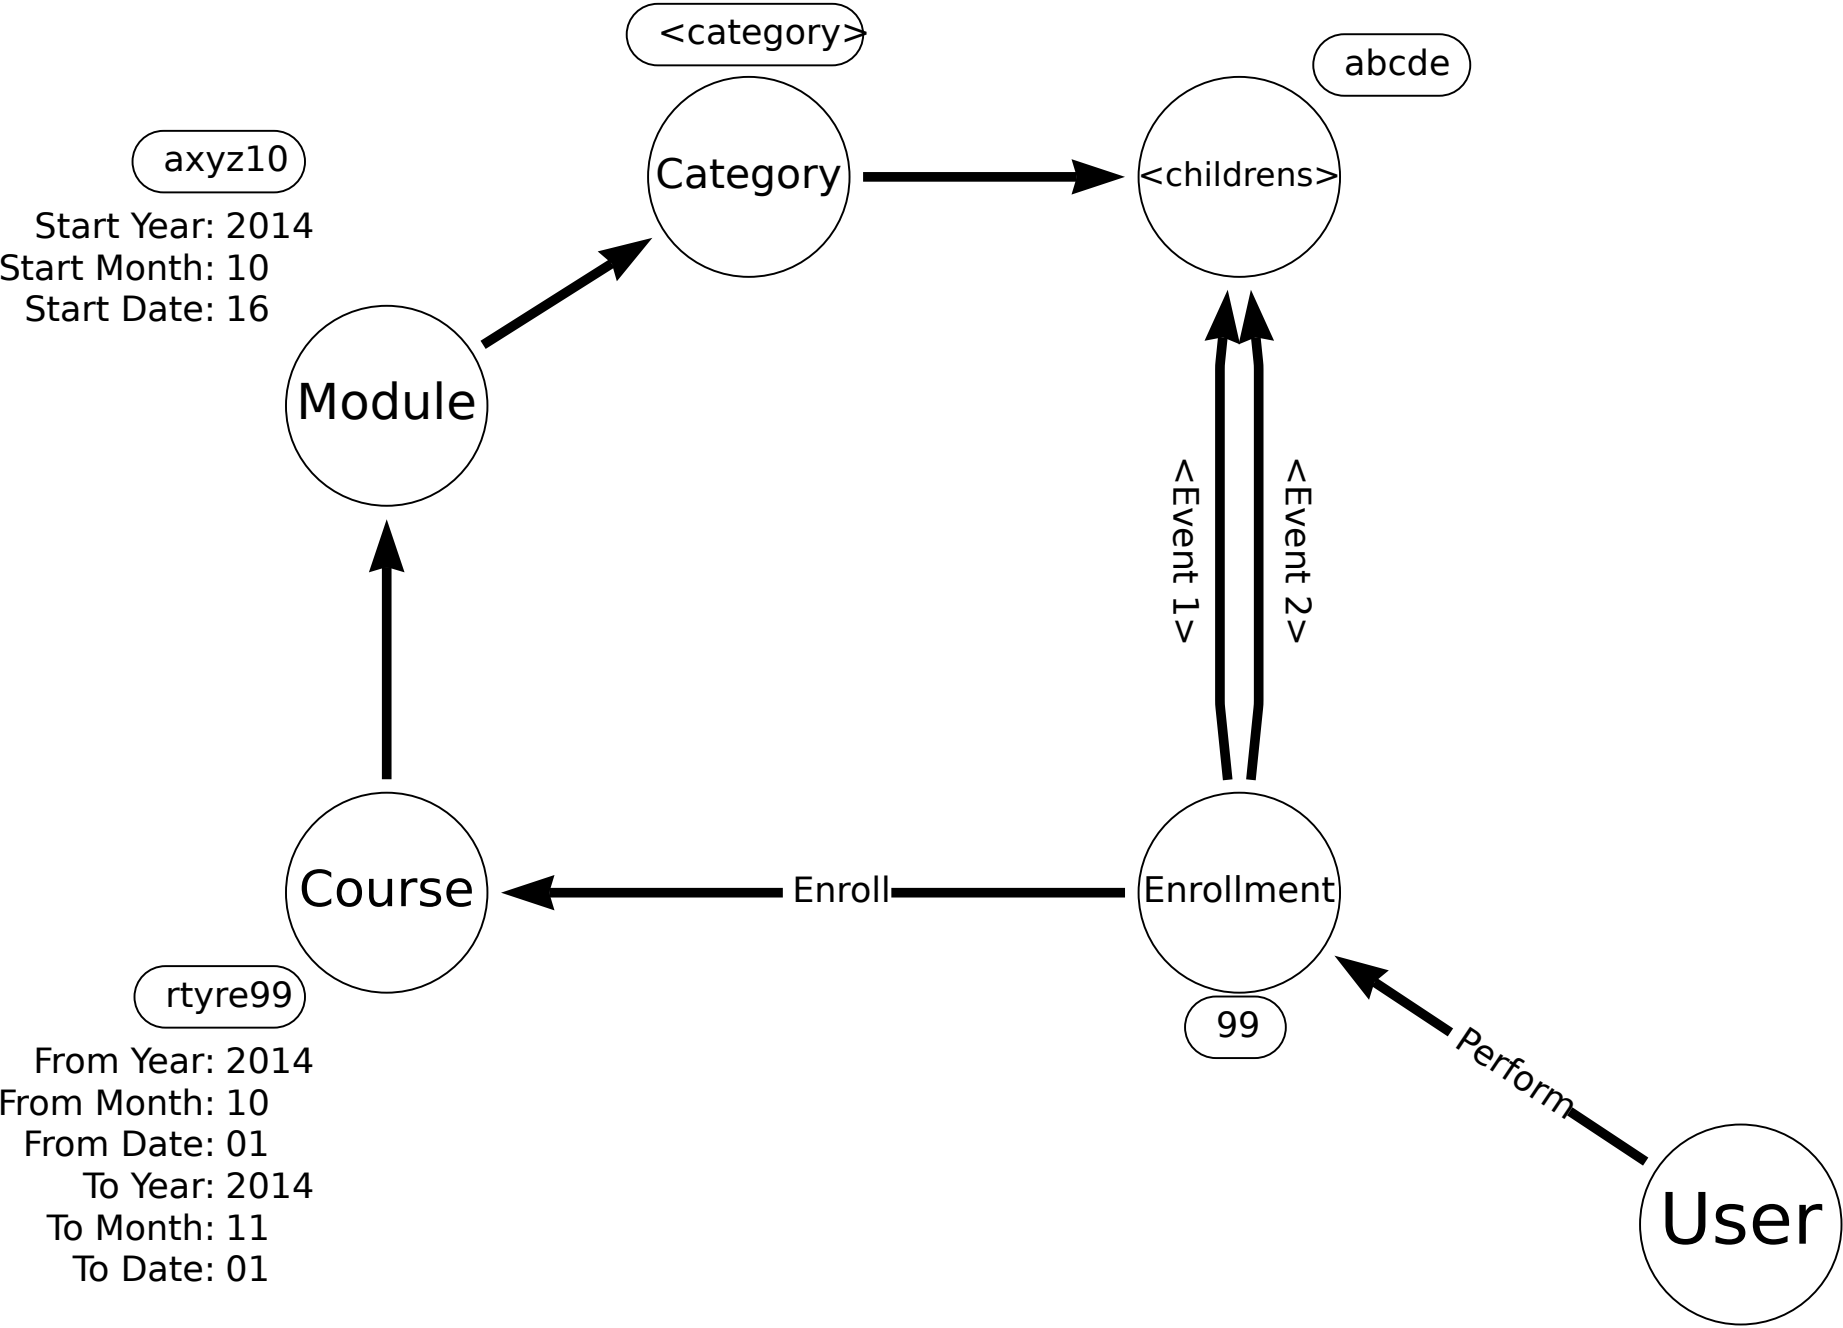 <category>
abcde
axyz10
Category
<childrens>
Start Year: 2014
Start Month: 10
Start Date: 16
Module
<Event 1>
<Event 2>
Course
Enroll
Enrollment
rtyre99
99
From Year: 2014
From Month: 10
From Date: 01
To Year: 2014
To Month: 11
To Date: 01
Perform
User